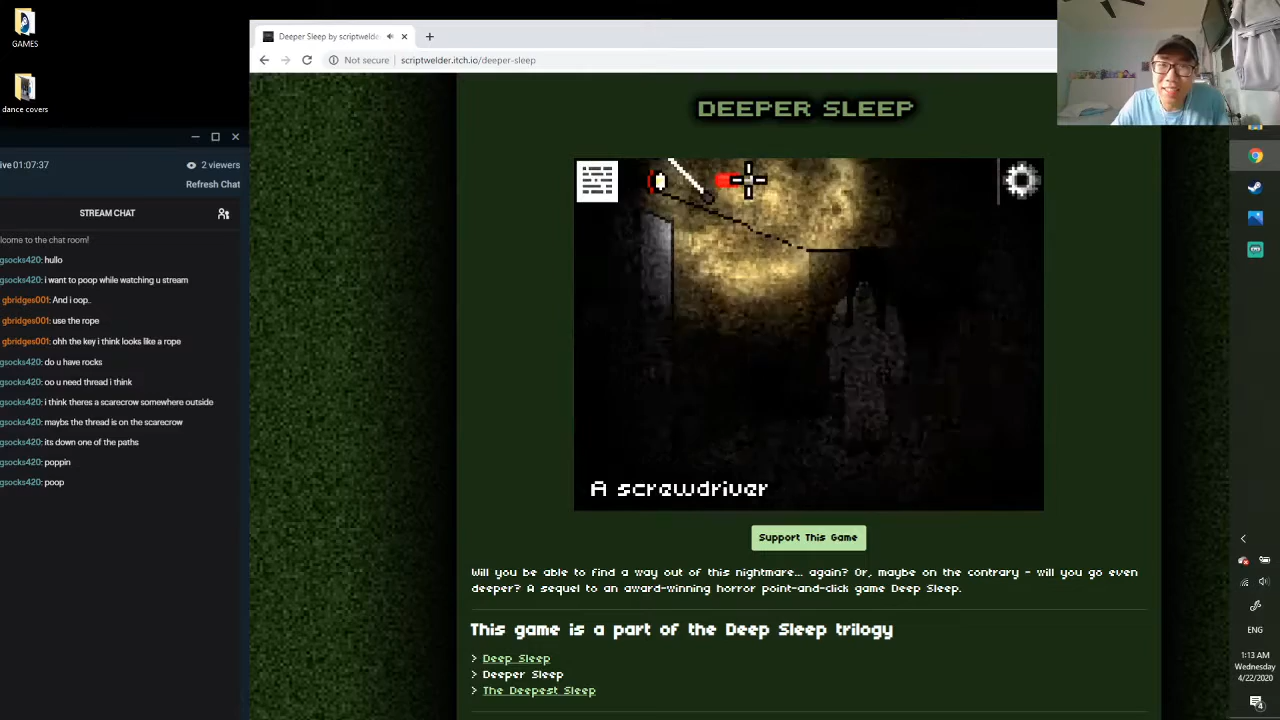 GAMES
dance covers
Deeper Sleep by scriptwelde
Not secure
scriptwelder.itch.io/deeper-sleep
ive 01:07:37
2 viewers
Refresh Chat
STREAM CHAT
lcome to the chat room!
gsocks420: hullo
gsocks420: i want to poop while watching u stream
gbridges001: And i oop..
gbridges001: use the rope
gbridges001: ohh the key i think looks like a rope
gsocks420: do u have rocks
gsocks420: oo u need thread i think
gsocks420: i think theres a scarecrow somewhere outside
gsocks420: maybs the thread is on the scarecrow
gsocks420: its down one of the paths
gsocks420: poppin
gsocks420: poop
DEEPER SLEEP
A screwdriver
Support This Game
Will you be able to find a way out of this nightmare... again? Or, maybe on the contrary - will you go even
deeper? A sequel to an award-winning horror point-and-click game Deep Sleep.
This game is a part of the Deep Sleep trilogy
> Deep Sleep
> Deeper Sleep
> The Deepest Sleep
ENG
1:13 AM
Wednesday
4/22/2020
4